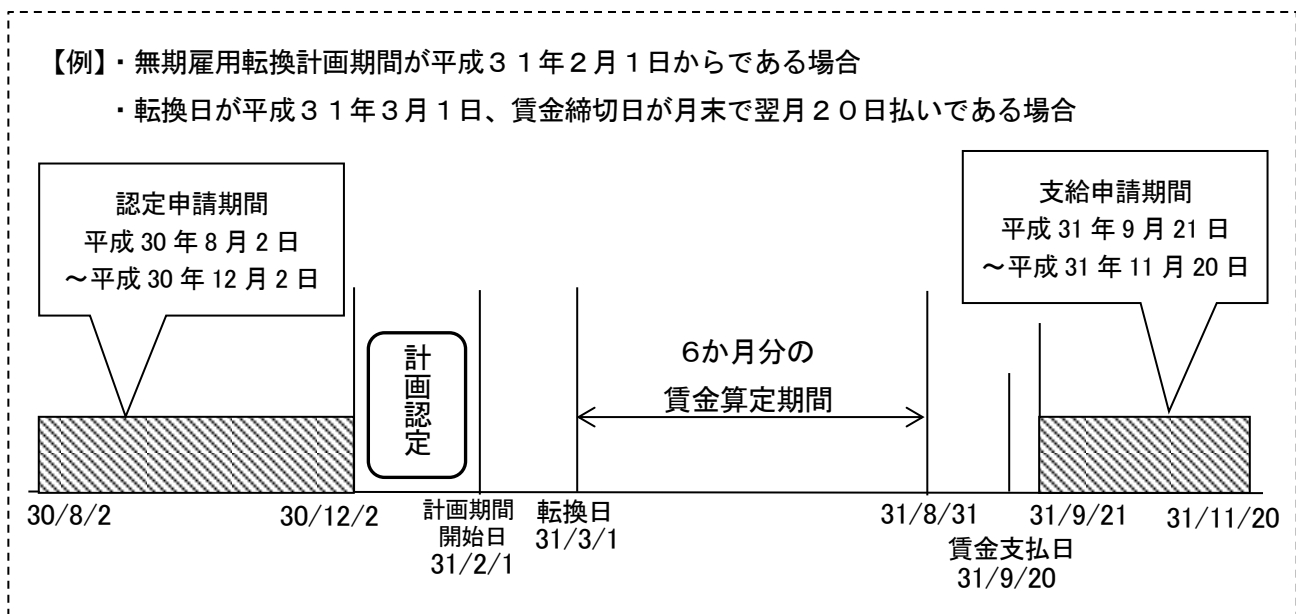 【例】・無期雇用転換計画期間が平成３１年２月１日からである場合
・転換日が平成３１年３月１日、賃金締切日が月末で翌月２０日払いである場合
認定申請期間
平成 30 年 8 月 2 日
～平成 30 年 12 月 2 日
支給申請期間
平成 31 年 9 月 21 日
～平成 31 年 11 月 20 日
計画認定
６か月分の
賃金算定期間
30/8/2
30/12/2
計画期間
開始日
31/2/1
転換日
31/3/1
31/8/31
31/9/21
31/11/20
賃金支払日
31/9/20